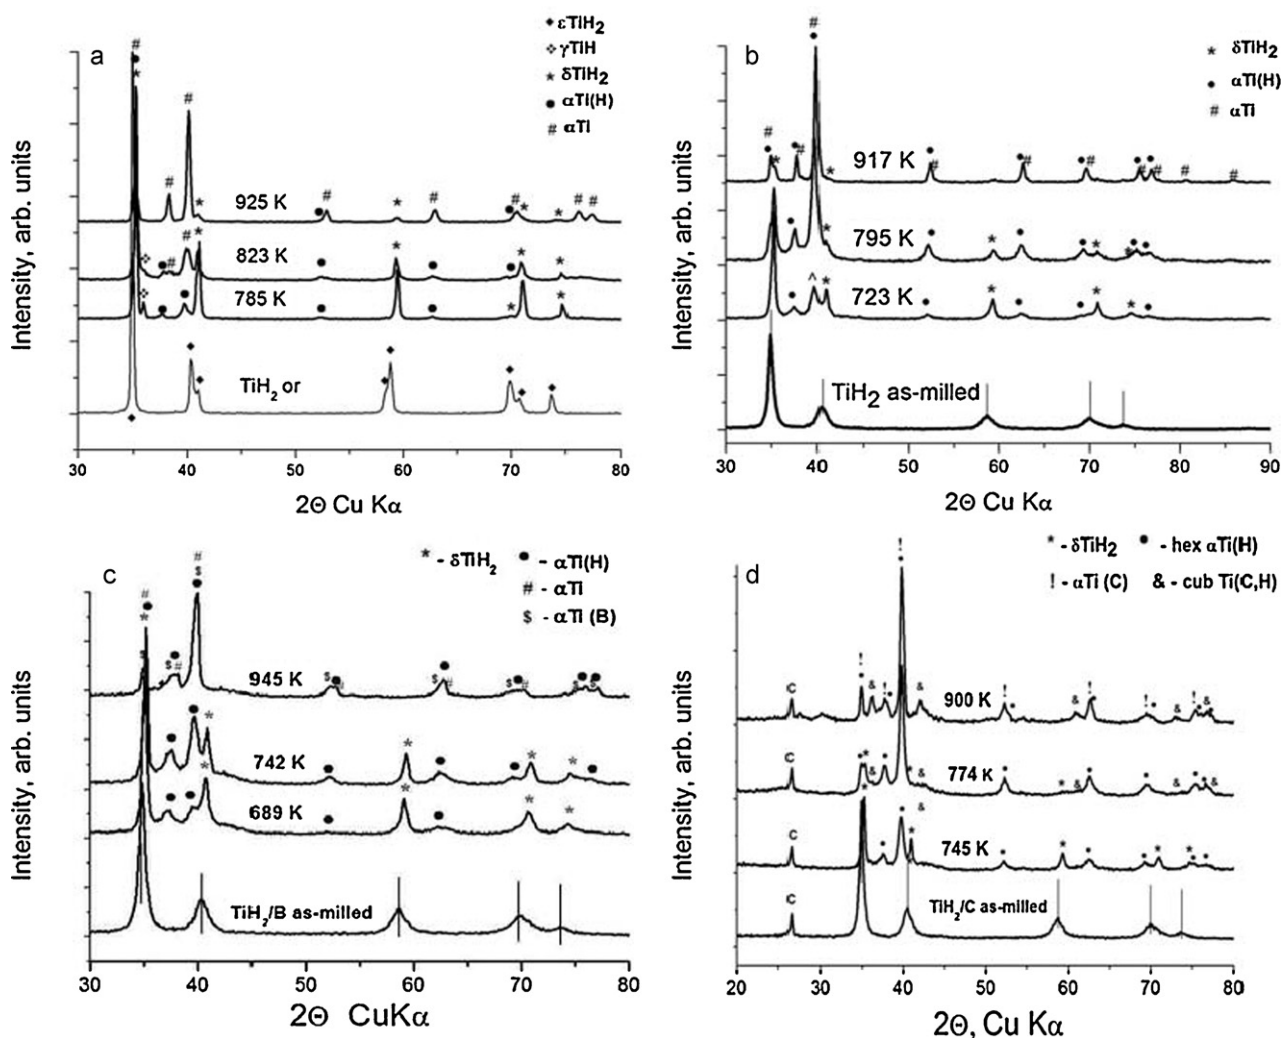 a
◆ εTiH2
❖ γTiH
* δTiH2
● αTi(H)
# αTi
925 K
823 K
785 K
TiH2 or
Intensity, arb. units
30 40 50 60 70 80
2Θ Cu Kα
b
* δTiH2
• αTi(H)
# αTi
917 K
795 K
723 K
TiH2 as-milled
Intensity, arb. units
30 40 50 60 70 80 90
2Θ Cu Kα
c
* - δTiH2 ● - αTi(H)
# - αTi
$ - αTi (B)
945 K
742 K
689 K
TiH2/B as-milled
Intensity, arb. units
30 40 50 60 70 80
2Θ CuKα
d
* - δTiH2 • - hex αTi(H)
! - αTi (C) & - cub Ti(C,H)
C
900 K
C
774 K
C
745 K
C
TiH2/C as-milled
Intensity, arb. units
20 30 40 50 60 70 80
2Θ, Cu Kα